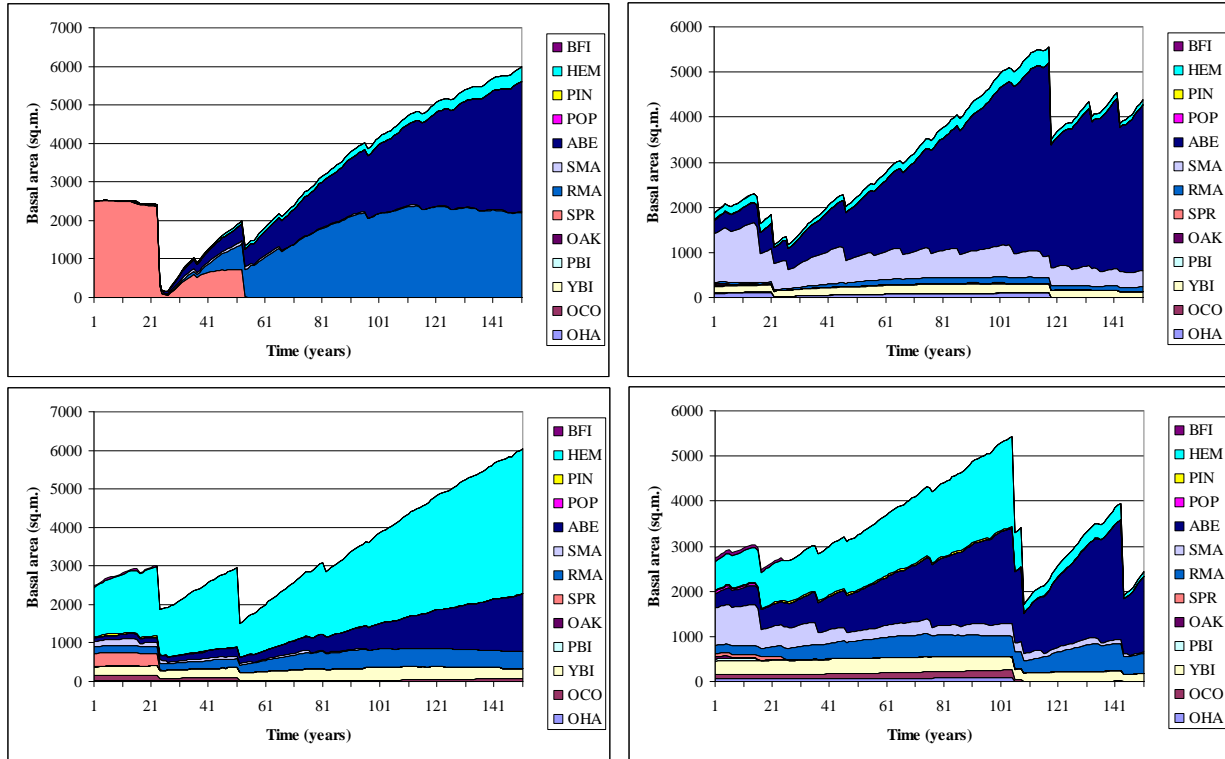 7000
6000
5000
4000
3000
2000
1000
0
Basal area (sq.m.)
1 21 41 61 81 101 121 141
Time (years)
BFI
HEM
PIN
POP
ABE
SMA
RMA
SPR
OAK
PBI
YBI
OCO
OHA
6000
5000
4000
3000
2000
1000
0
Basal area (sq.m.)
1 21 41 61 81 101 121 141
Time (years)
BFI
HEM
PIN
POP
ABE
SMA
RMA
SPR
OAK
PBI
YBI
OCO
OHA
7000
6000
5000
4000
3000
2000
1000
0
Basal area (sq.m.)
1 21 41 61 81 101 121 141
Time (years)
BFI
HEM
PIN
POP
ABE
SMA
RMA
SPR
OAK
PBI
YBI
OCO
OHA
6000
5000
4000
3000
2000
1000
0
Basal area (sq.m.)
1 21 41 61 81 101 121 141
Time (years)
BFI
HEM
PIN
POP
ABE
SMA
RMA
SPR
OAK
PBI
YBI
OCO
OHA